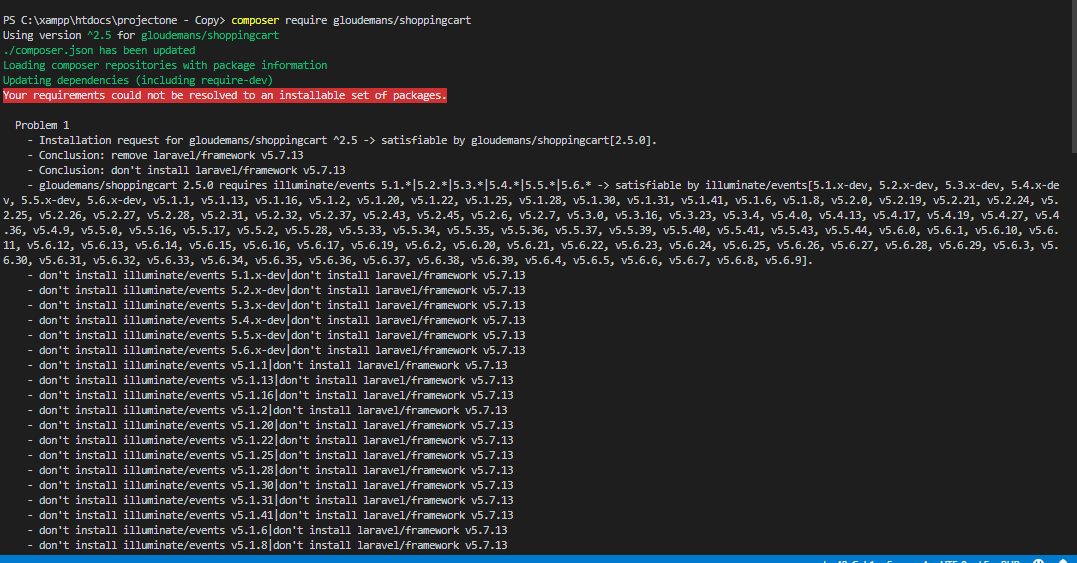 PS C:\xampp\htdocs\projectone - Copy> composer require gloudemans/shoppingcart
Using version ^2.5 for gloudemans/shoppingcart
./composer.json has been updated
Loading composer repositories with package information
Updating dependencies (including require-dev)
Your requirements could not be resolved to an installable set of packages.
Problem 1
- Installation request for gloudemans/shoppingcart ^2.5 -> satisfiable by gloudemans/shoppingcart[2.5.0].
- Conclusion: remove laravel/framework v5.7.13
- Conclusion: don't install laravel/framework v5.7.13
- gloudemans/shoppingcart 2.5.0 requires illuminate/events 5.1.*|5.2.*|5.3.*|5.4.*|5.5.*|5.6.* -> satisfiable by illuminate/events[5.1.x-dev, 5.2.x-dev, 5.3.x-dev, 5.4.x-de
v, 5.5.x-dev, 5.6.x-dev, v5.1.1, v5.1.13, v5.1.16, v5.1.2, v5.1.20, v5.1.22, v5.1.25, v5.1.28, v5.1.30, v5.1.31, v5.1.41, v5.1.6, v5.1.8, v5.2.0, v5.2.19, v5.2.21, v5.2.24, v5.
2.25, v5.2.26, v5.2.27, v5.2.28, v5.2.31, v5.2.32, v5.2.37, v5.2.43, v5.2.45, v5.2.6, v5.2.7, v5.3.0, v5.3.16, v5.3.23, v5.3.4, v5.4.0, v5.4.13, v5.4.17, v5.4.19, v5.4.27, v5.4
.36, v5.4.9, v5.5.0, v5.5.16, v5.5.17, v5.5.2, v5.5.28, v5.5.33, v5.5.34, v5.5.35, v5.5.36, v5.5.37, v5.5.39, v5.5.40, v5.5.41, v5.5.43, v5.5.44, v5.6.0, v5.6.1, v5.6.10, v5.6.
11, v5.6.12, v5.6.13, v5.6.14, v5.6.15, v5.6.16, v5.6.17, v5.6.19, v5.6.2, v5.6.20, v5.6.21, v5.6.22, v5.6.23, v5.6.24, v5.6.25, v5.6.26, v5.6.27, v5.6.28, v5.6.29, v5.6.3, v5.
6.30, v5.6.31, v5.6.32, v5.6.33, v5.6.34, v5.6.35, v5.6.36, v5.6.37, v5.6.38, v5.6.39, v5.6.4, v5.6.5, v5.6.6, v5.6.7, v5.6.8, v5.6.9].
- don't install illuminate/events 5.1.x-dev|don't install laravel/framework v5.7.13
- don't install illuminate/events 5.2.x-dev|don't install laravel/framework v5.7.13
- don't install illuminate/events 5.3.x-dev|don't install laravel/framework v5.7.13
- don't install illuminate/events 5.4.x-dev|don't install laravel/framework v5.7.13
- don't install illuminate/events 5.5.x-dev|don't install laravel/framework v5.7.13
- don't install illuminate/events 5.6.x-dev|don't install laravel/framework v5.7.13
- don't install illuminate/events v5.1.1|don't install laravel/framework v5.7.13
- don't install illuminate/events v5.1.13|don't install laravel/framework v5.7.13
- don't install illuminate/events v5.1.16|don't install laravel/framework v5.7.13
- don't install illuminate/events v5.1.2|don't install laravel/framework v5.7.13
- don't install illuminate/events v5.1.20|don't install laravel/framework v5.7.13
- don't install illuminate/events v5.1.22|don't install laravel/framework v5.7.13
- don't install illuminate/events v5.1.25|don't install laravel/framework v5.7.13
- don't install illuminate/events v5.1.28|don't install laravel/framework v5.7.13
- don't install illuminate/events v5.1.30|don't install laravel/framework v5.7.13
- don't install illuminate/events v5.1.31|don't install laravel/framework v5.7.13
- don't install illuminate/events v5.1.41|don't install laravel/framework v5.7.13
- don't install illuminate/events v5.1.6|don't install laravel/framework v5.7.13
- don't install illuminate/events v5.1.8|don't install laravel/framework v5.7.13